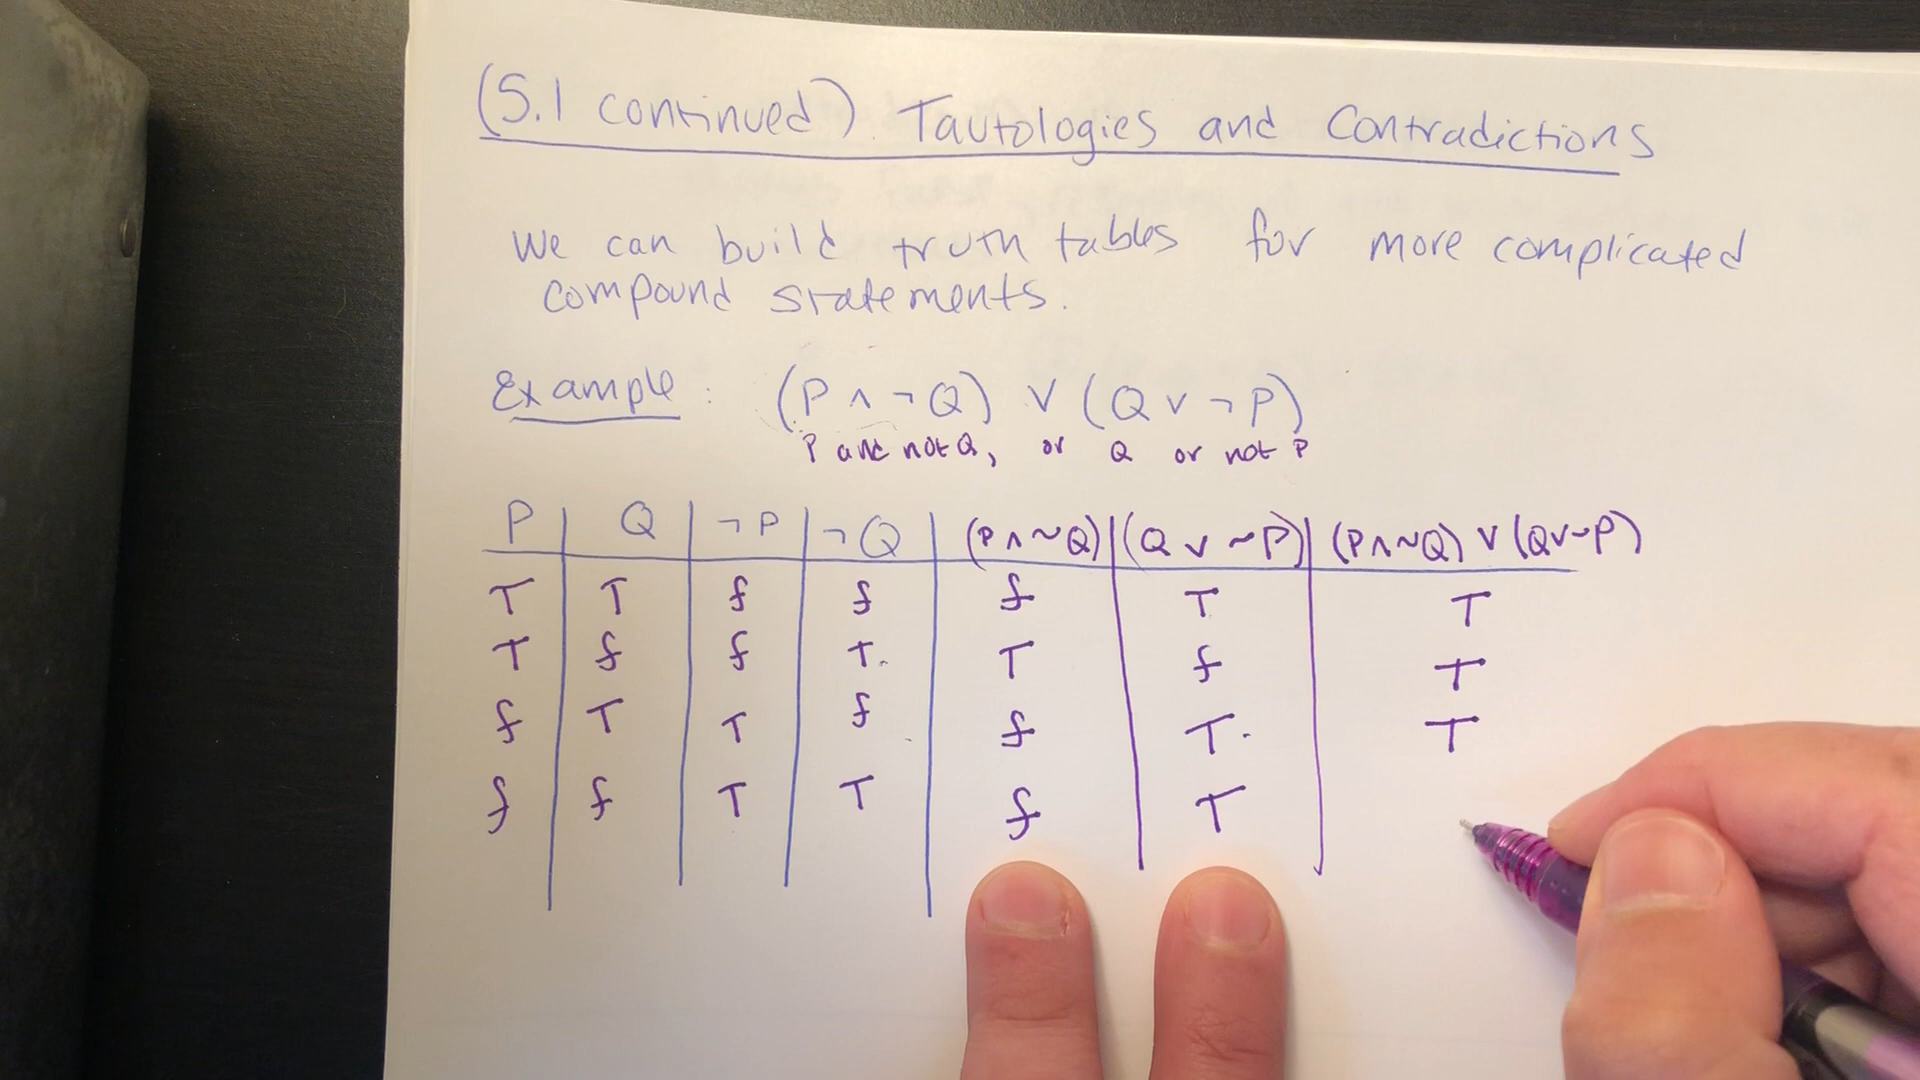 (5.1 continued) Tautologies and Contradictions
We can build truth tables for more complicated
compound statements.
Example: (P ∧ ¬Q) ∨ (Q ∨ ¬P)
P and not Q, or Q or not P
P Q ¬P ¬Q (P∧~Q) (Q ∨ ~P) (P∧~Q) ∨ (Q∨~P)
T T f f f T T
T f f T T f T
f T T f f T T
f f T T f T